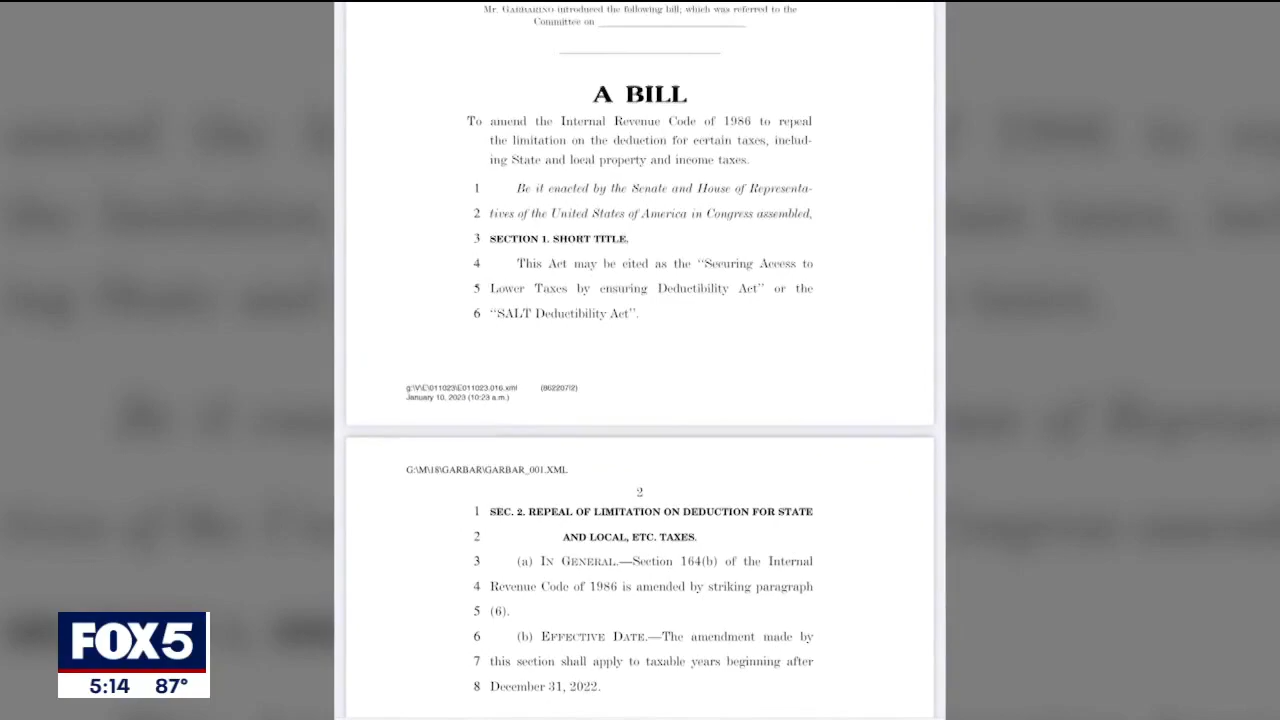 Mr. GARBARINO introduced the following bill; which was referred to the
Committee on
A BILL
To amend the Internal Revenue Code of 1986 to repeal
the limitation on the deduction for certain taxes, includ-
ing State and local property and income taxes.
1 Be it enacted by the Senate and House of Representa-
2 tives of the United States of America in Congress assembled,
3 SECTION 1. SHORT TITLE.
4 This Act may be cited as the ‘‘Securing Access to
5 Lower Taxes by ensuring Deductibility Act’’ or the
6 ‘‘SALT Deductibility Act’’.
g:\V\E\011023\E011023.016.xml (862207|2)
January 10, 2023 (10:23 a.m.)
G:\M\18\GARBAR\GARBAR_001.XML
2
1 SEC. 2. REPEAL OF LIMITATION ON DEDUCTION FOR STATE
2 AND LOCAL, ETC. TAXES.
3 (a) IN GENERAL.—Section 164(b) of the Internal
4 Revenue Code of 1986 is amended by striking paragraph
5 (6).
6 (b) EFFECTIVE DATE.—The amendment made by
7 this section shall apply to taxable years beginning after
8 December 31, 2022.
FOX5
5:14 87°